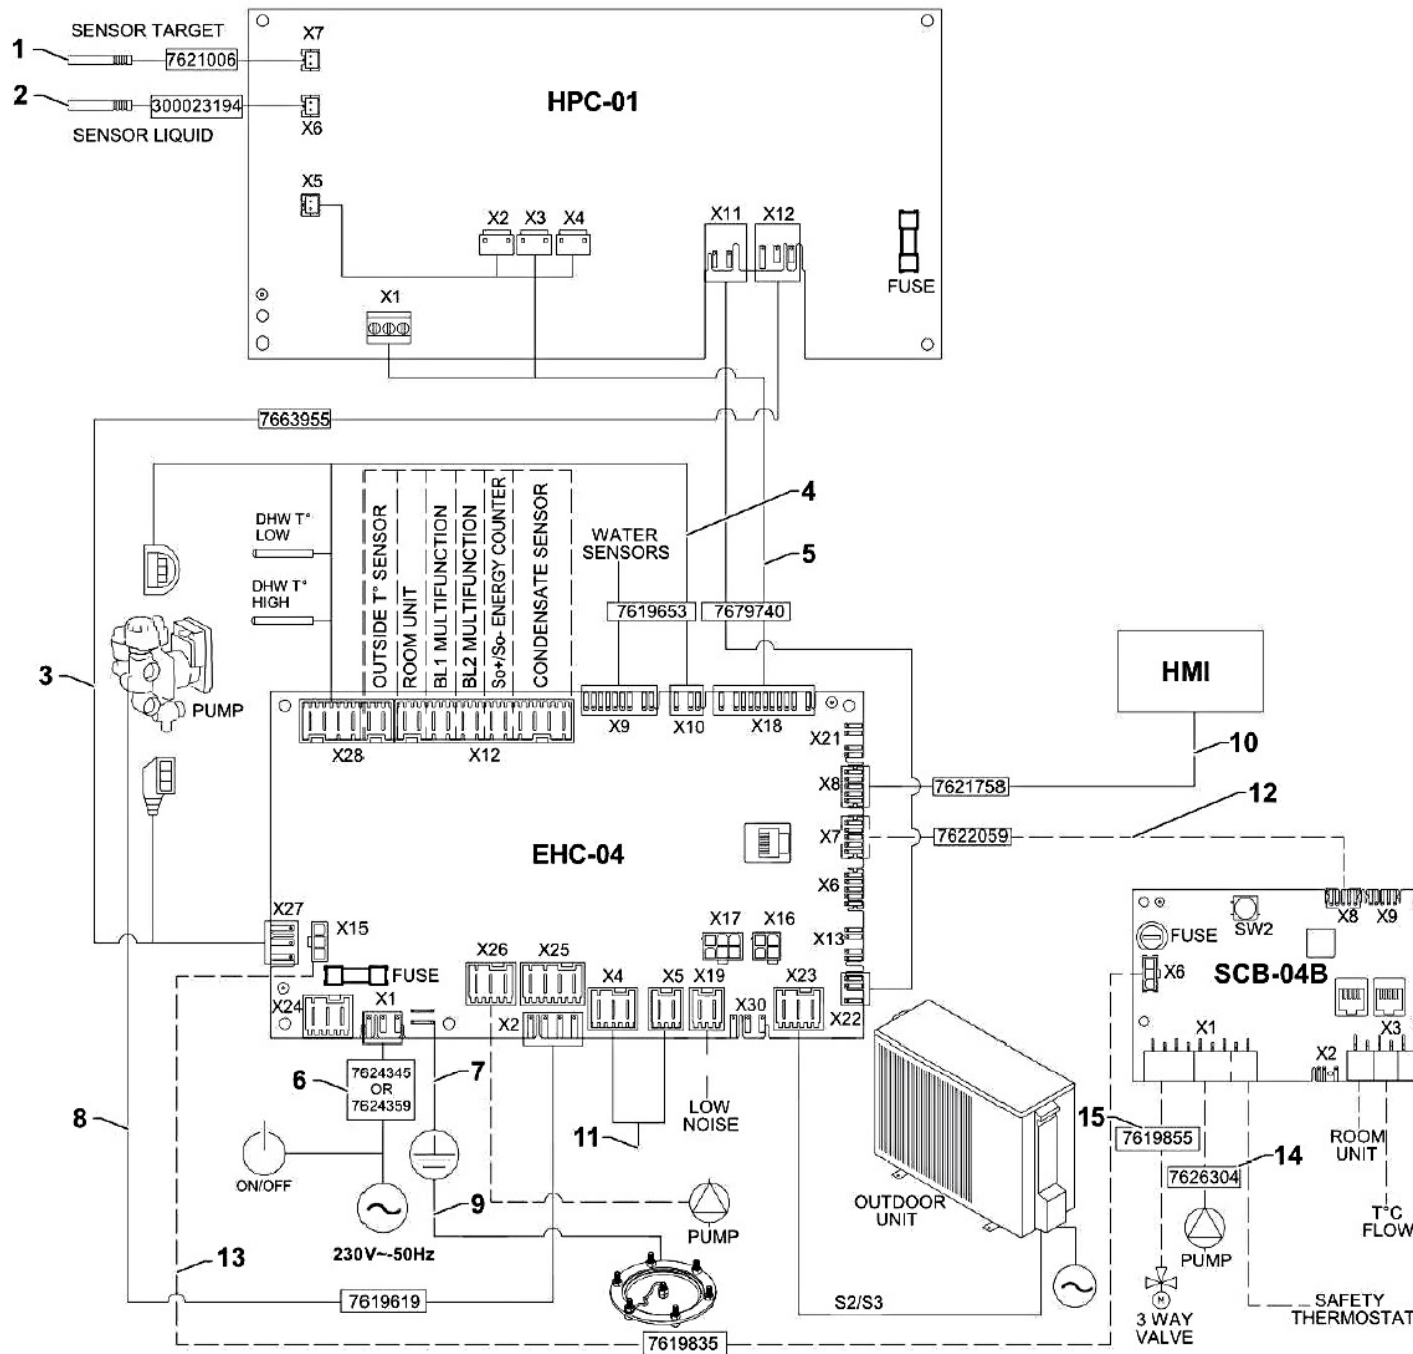 SENSOR TARGET
1
7621006
X7
2
300023194
X6
SENSOR LIQUID
HPC-01
X5
X2
X3
X4
X11
X12
FUSE
X1
7663955
DHW T°
LOW
DHW T°
HIGH
OUTSIDE T° SENSOR
ROOM UNIT
BL1 MULTIFUNCTION
BL2 MULTIFUNCTION
So+/So- ENERGY COUNTER
CONDENSATE SENSOR
WATER
SENSORS
4
5
7619653
7679740
3
PUMP
HMI
X28
X12
X9
X10
X18
X21
X8
7621758
10
12
X7
7622059
EHC-04
X6
X13
X22
X27
X15
FUSE
X24
X1
X26
X25
X2
X4
X5
X17
X16
X19
X30
X23
SW2
X8
X9
FUSE
X6
SCB-04B
X1
X2
X3
6
7624345
OR
7624359
7
8
ON/OFF
9
230V~-50Hz
11
LOW
NOISE
PUMP
OUTDOOR
UNIT
15
7619855
14
7626304
ROOM
UNIT
T°C
FLOW
PUMP
13
7619619
S2/S3
7619835
3 WAY
VALVE
M
SAFETY
THERMOSTAT